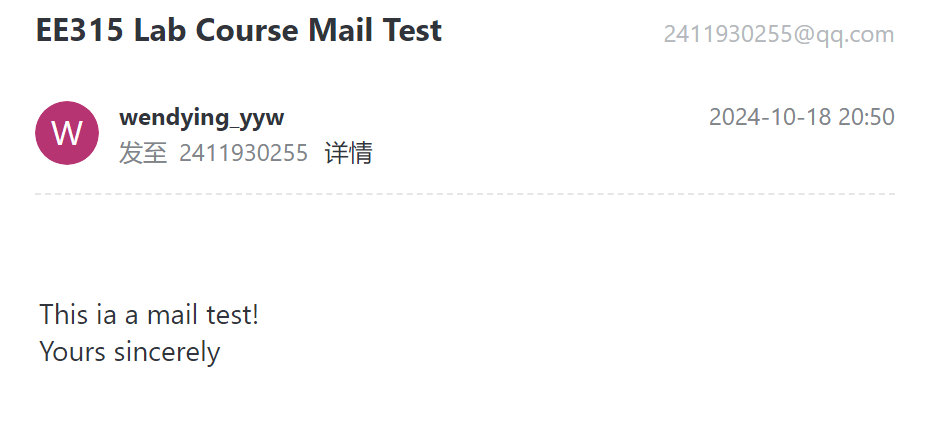 EE315 Lab Course Mail Test
2411930255@qq.com
W
wendying_yyw
2024-10-18 20:50
发至 2411930255 详情
This ia a mail test!
Yours sincerely